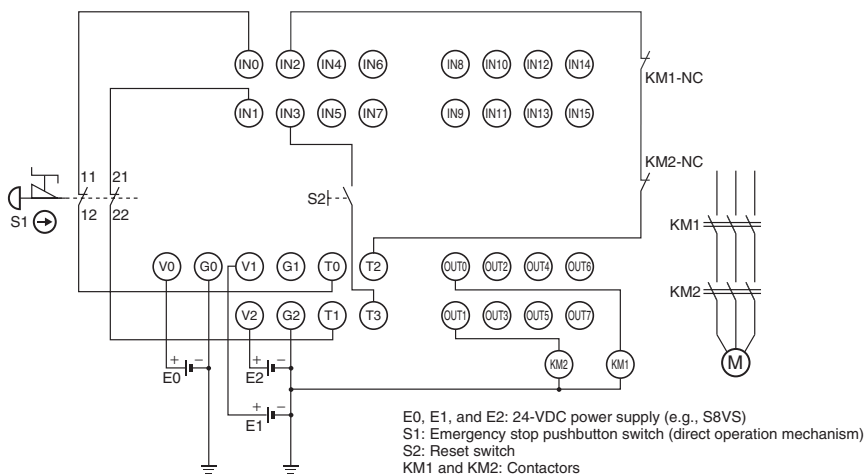 IN0 IN2 IN4 IN6 IN8 IN10 IN12 IN14
KM1-NC
IN1 IN3 IN5 IN7 IN9 IN11 IN13 IN15
KM2-NC
11 21
S2
S1 12 22
KM1
V0 G0 V1 G1 T0 T2 OUT0 OUT2 OUT4 OUT6
KM2
V2 G2 T1 T3 OUT1 OUT3 OUT5 OUT7
M
KM2 KM1
+ − + −
E0 E2
+ −
E1
E0, E1, and E2: 24-VDC power supply (e.g., S8VS)
S1: Emergency stop pushbutton switch (direct operation mechanism)
S2: Reset switch
KM1 and KM2: Contactors